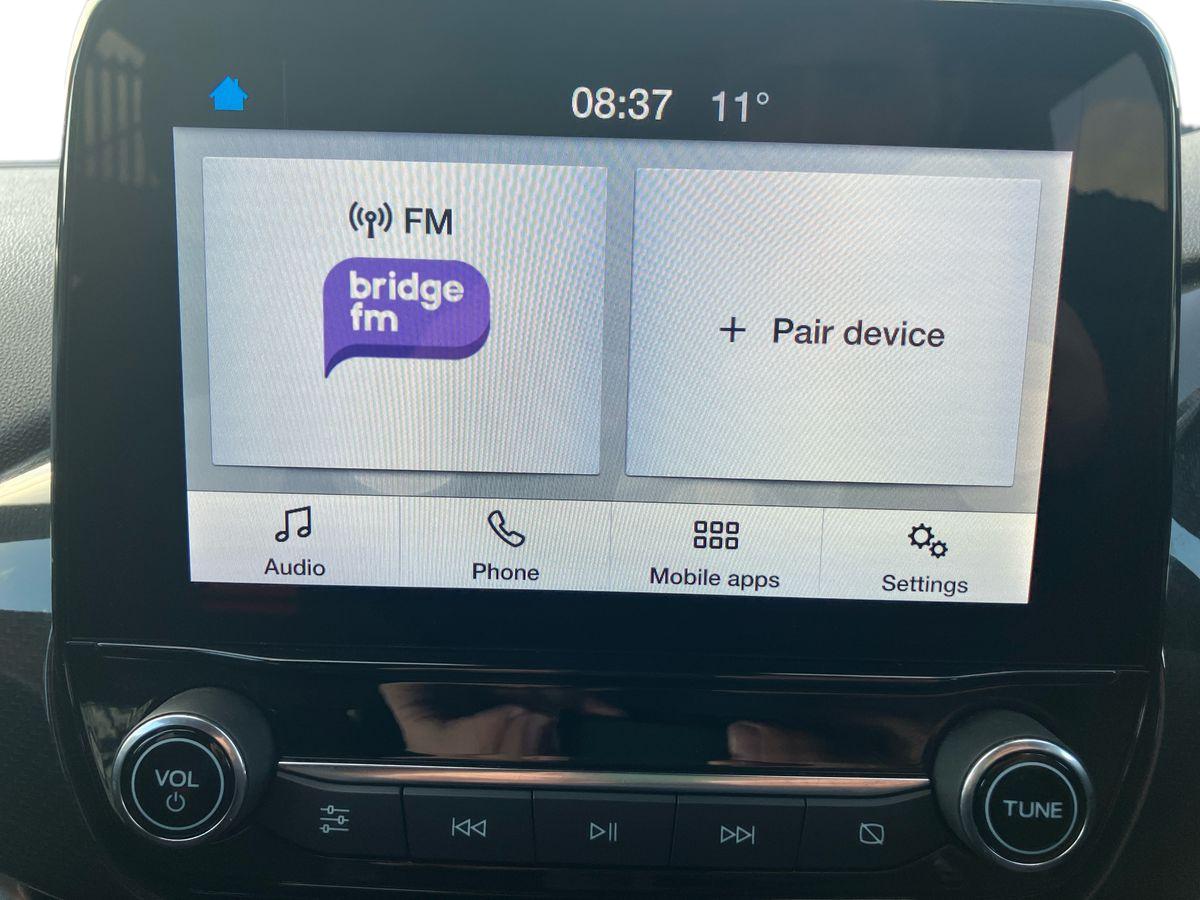 08:37 11°
FM
bridge
fm
+ Pair device
Audio
Phone
Mobile apps
Settings
VOL
TUNE